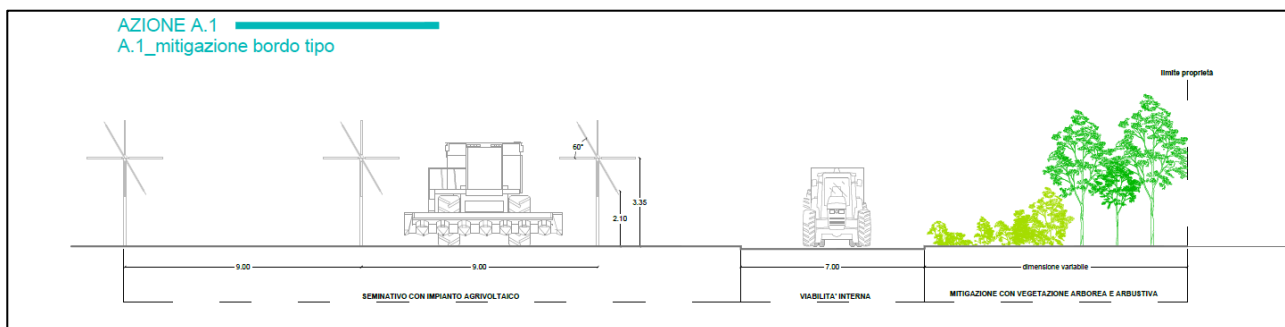 AZIONE A.1
A.1_mitigazione bordo tipo
limite proprietà
60°
3.35
2.10
9.00
9.00
7.00
dimensione variabile
SEMINATIVO CON IMPIANTO AGRIVOLTAICO
VIABILITA' INTERNA
MITIGAZIONE CON VEGETAZIONE ARBOREA E ARBUSTIVA